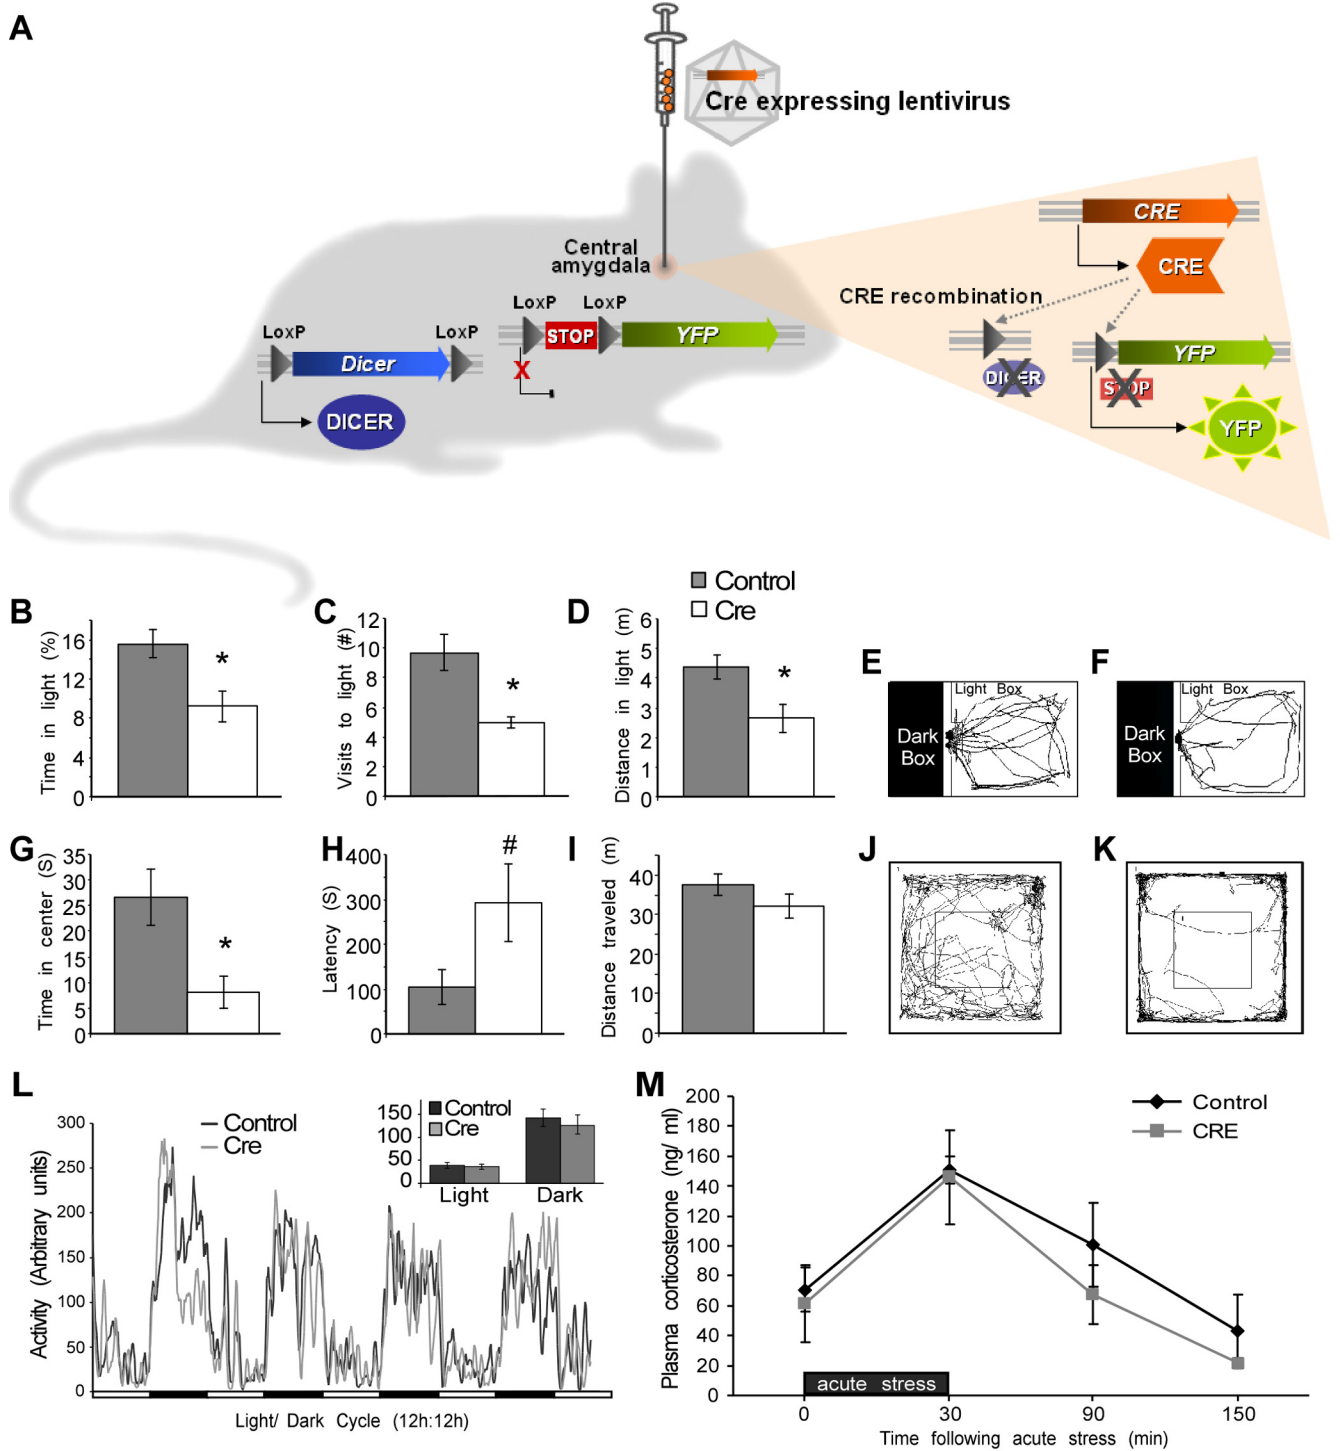 A
Cre expressing lentivirus
Central
amygdala
CRE
CRE
CRE recombination
LoxP
LoxP
STOP
YFP
X
LoxP
LoxP
Dicer
DICER
DICER
YFP
STOP
YFP
Control
Cre
B
Time in light (%)
16
12
8
4
0
*
C
Visits to light (#)
12
10
8
6
4
2
0
*
D
Distance in light (m)
6
5
4
3
2
1
0
*
E
Light Box
Dark
Box
F
Light Box
Dark
Box
G
Time in center (S)
35
30
25
20
15
10
5
0
*
H
Latency (S)
400
300
200
100
0
#
I
Distance traveled (m)
40
30
20
10
0
J
K
L
Activity (Arbitrary units)
300
250
200
150
100
50
0
Control
Cre
150
100
50
0
Control
Cre
Light Dark
Light/ Dark Cycle (12h:12h)
M
Plasma corticosterone (ng/ ml)
200
180
160
140
120
100
80
60
40
20
0
Control
CRE
acute stress
0 30 90 150
Time following acute stress (min)